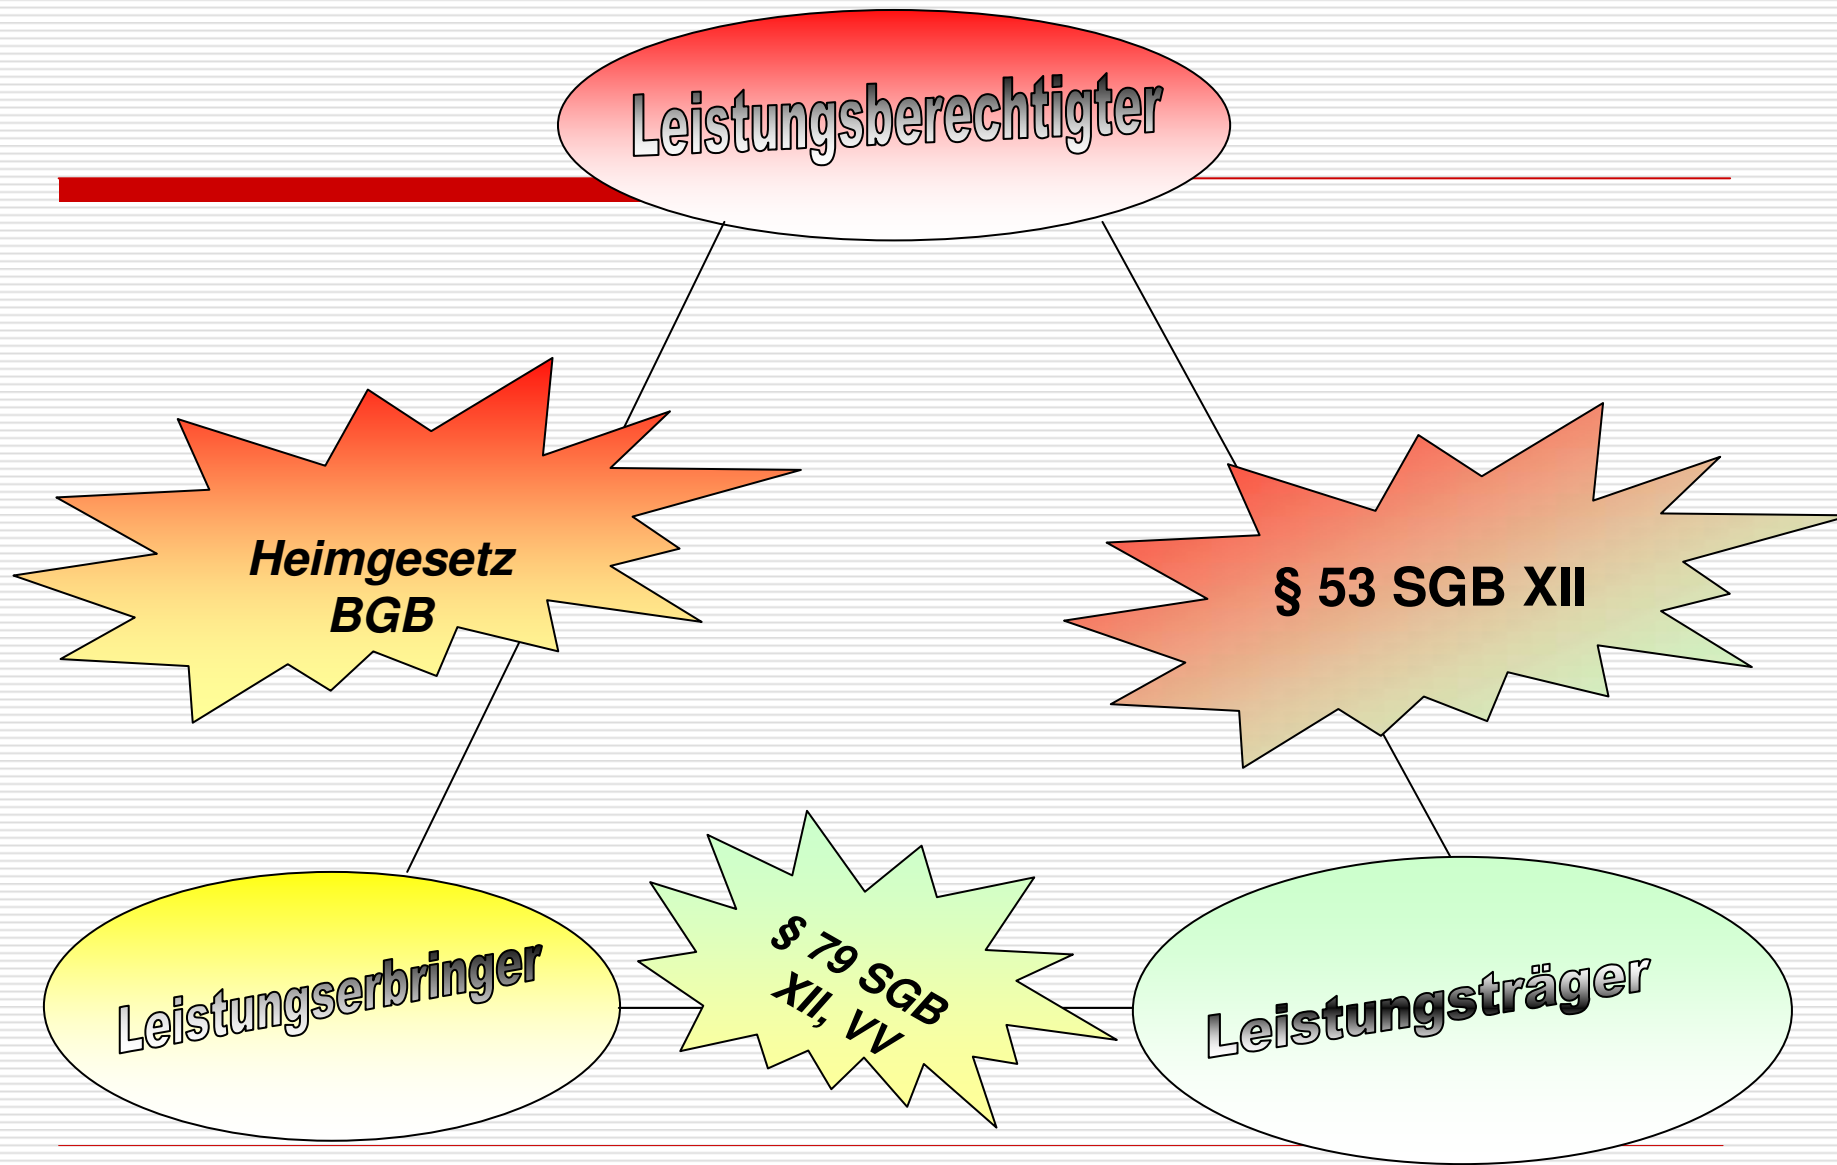 Leistungsberechtigter
Heimgesetz
BGB
§ 53 SGB XII
§ 79 SGB
XII, VV
Leistungserbringer
Leistungsträger